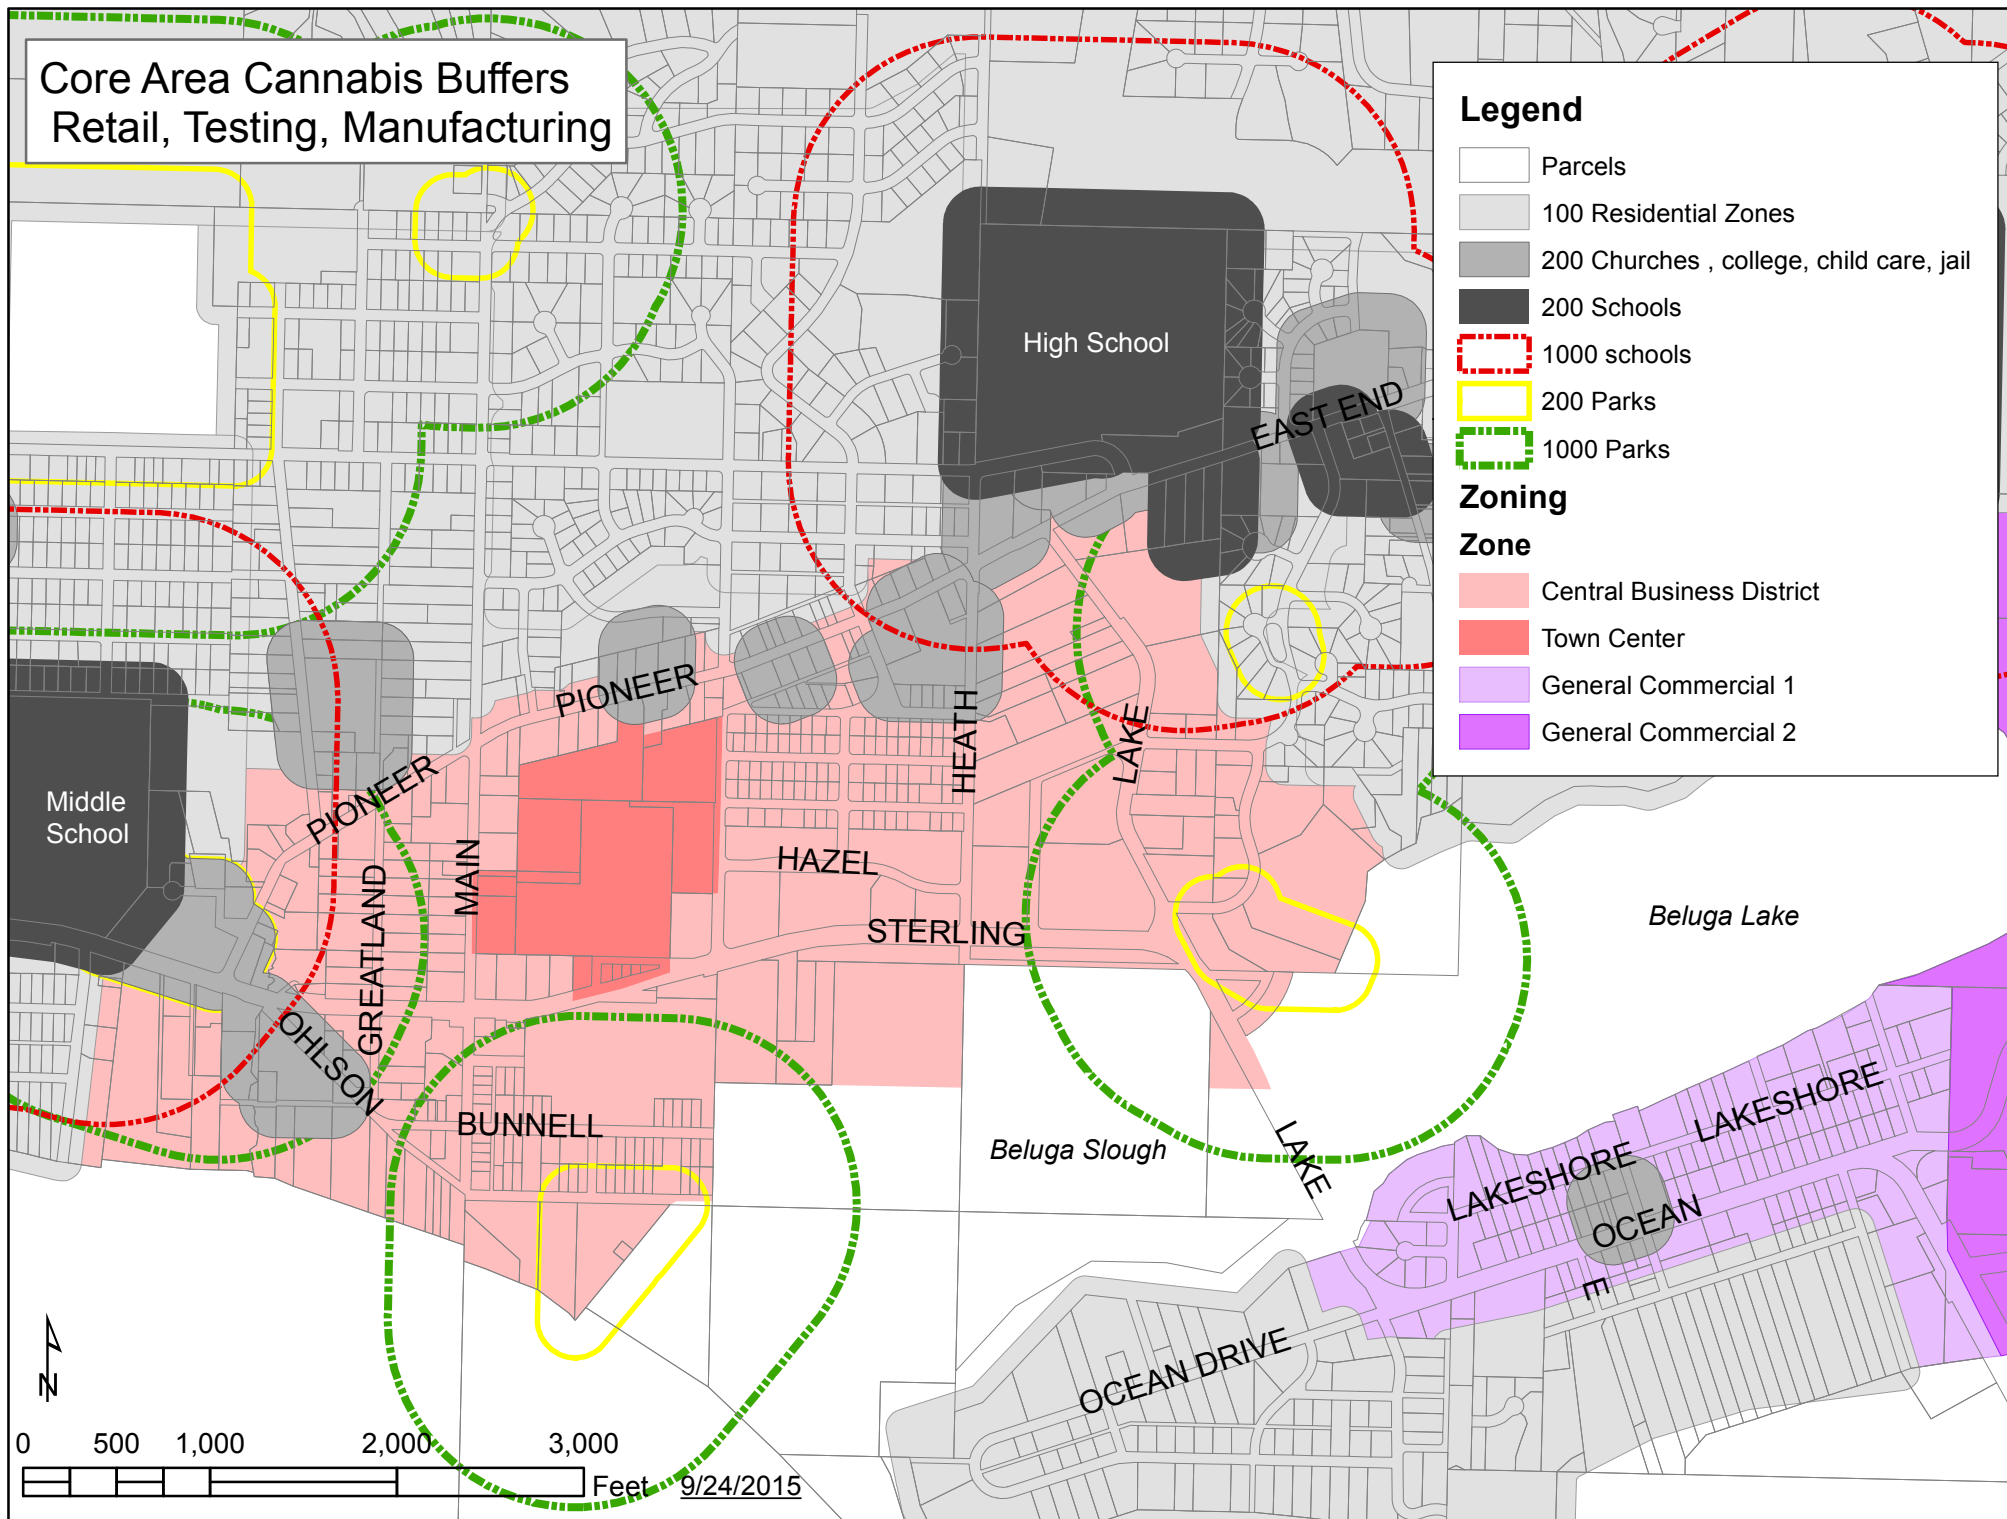 Core Area Cannabis Buffers
Retail, Testing, Manufacturing
Legend
Parcels
100 Residential Zones
200 Churches , college, child care, jail
200 Schools
1000 schools
200 Parks
1000 Parks
Zoning
Zone
Central Business District
Town Center
General Commercial 1
General Commercial 2
High School
EAST END
PIONEER
HEATH
LAKE
PIONEER
Middle
School
MAIN
HAZEL
GREATLAND
STERLING
Beluga Lake
OHLSON
BUNNELL
Beluga Slough
LAKE
LAKESHORE
LAKESHORE
OCEAN
E
OCEAN DRIVE
N
0 500 1,000 2,000 3,000
Feet 9/24/2015